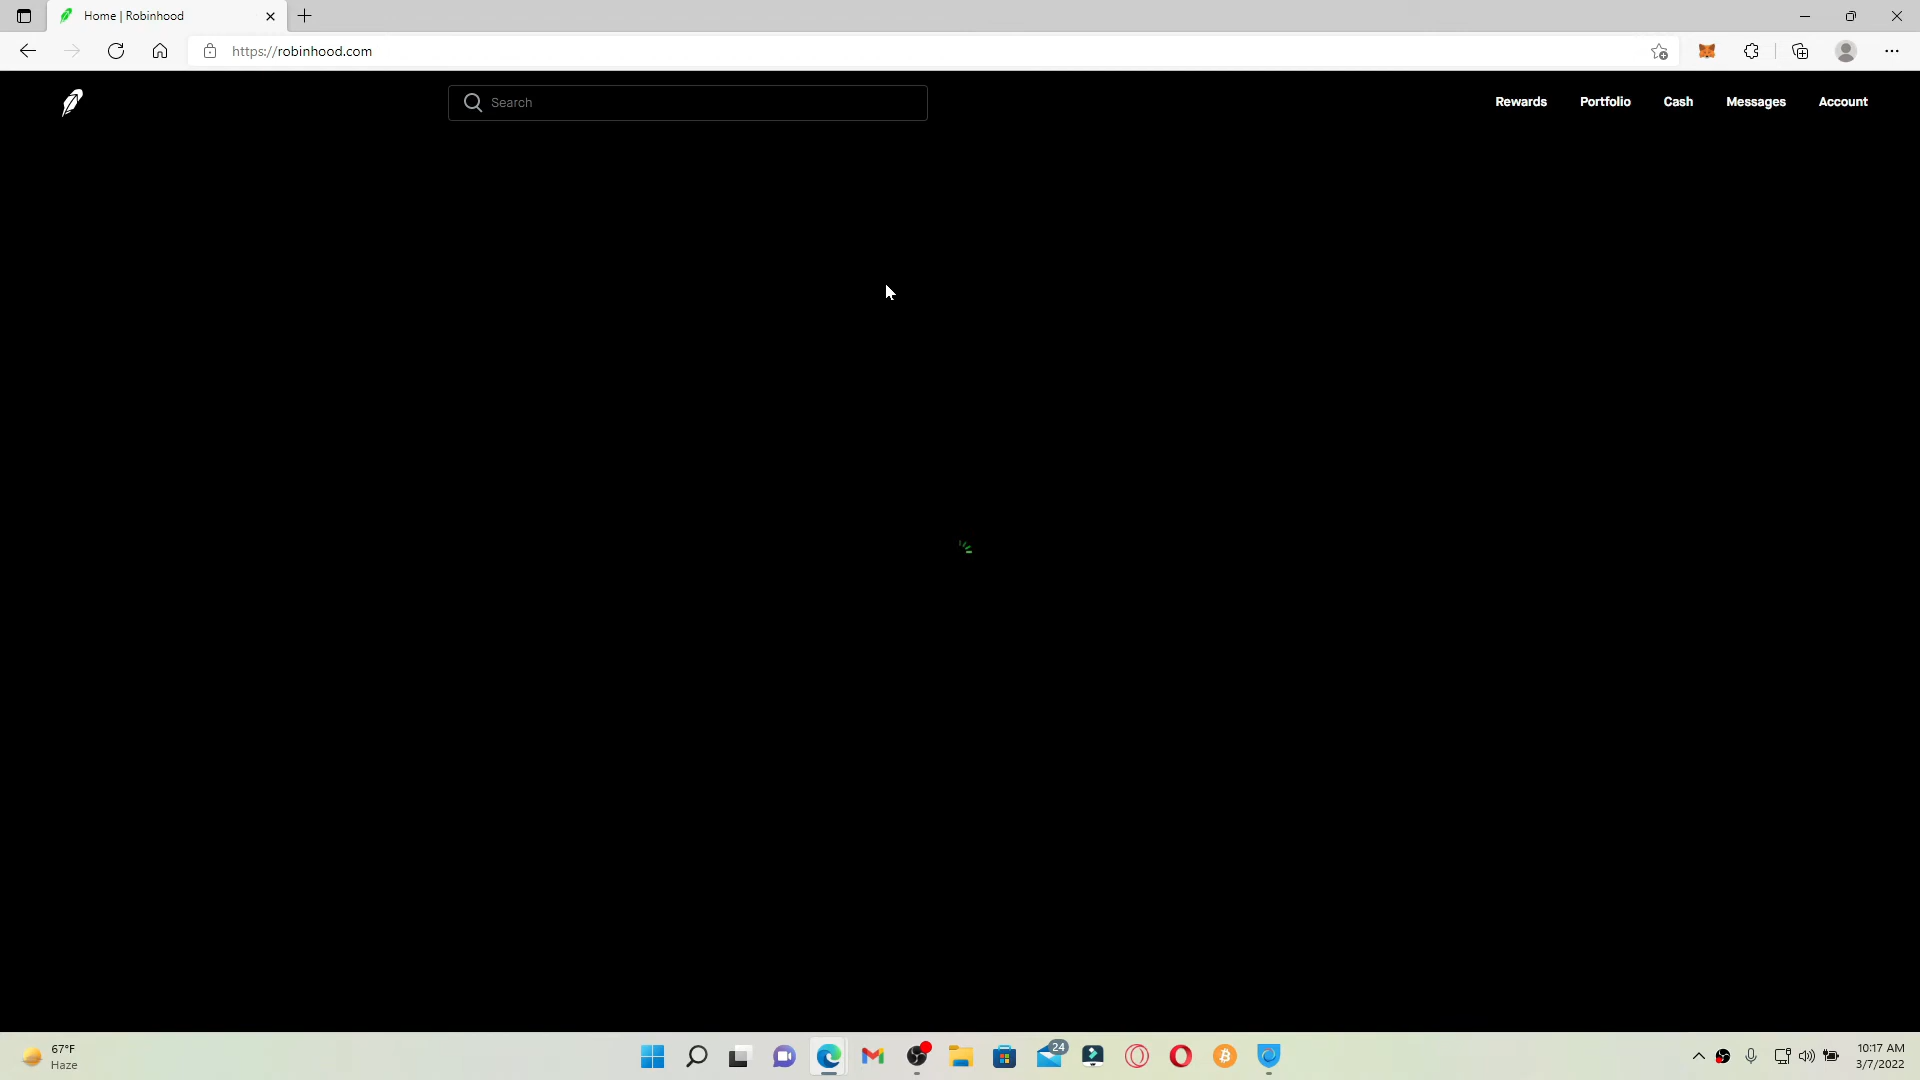 Home | Robinhood
https://robinhood.com
Search
Rewards
Portfolio
Cash
Messages
Account
67°F
Haze
24
10:17 AM
3/7/2022